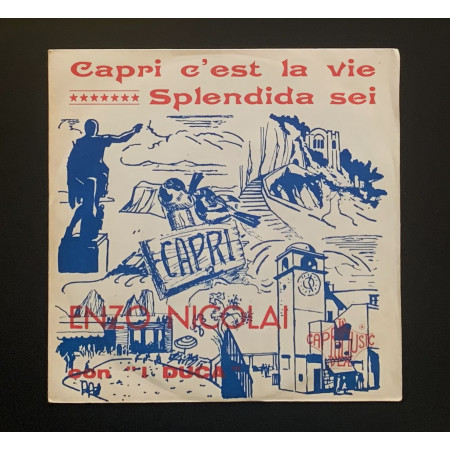 Capri c'est la vie
******* Splendida sei
CAPRI
ENZO NICOLAI
CAPRI MUSIC
con "I DUCA"